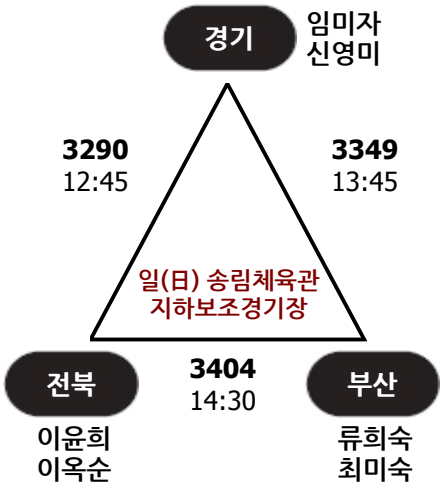 경기
임미자
신영미
3290
12:45
3349
13:45
일(日) 송림체육관
지하보조경기장
전북
3404
14:30
부산
이윤희
이옥순
류희숙
최미숙